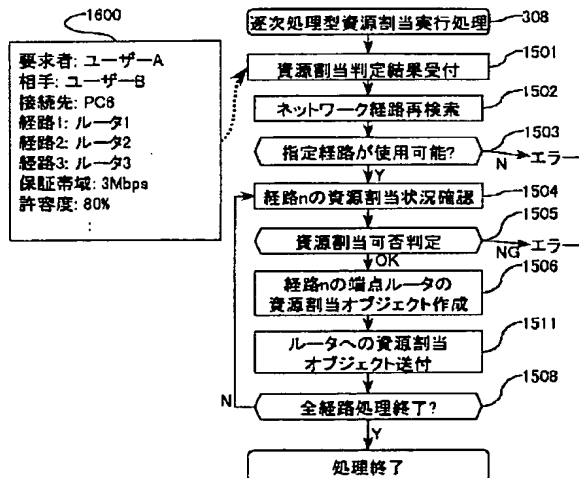 1600
要求者: ユーザーA
相手: ユーザーB
接続先: PC6
経路1: ルータ1
経路2: ルータ2
経路3: ルータ3
保証帯域: 3Mbps
許容度: 80%
:
逐次処理型資源割当実行処理
308
資源割当判定結果受付
1501
ネットワーク経路再検索
1502
指定経路が使用可能?
1503
N
エラー
Y
経路nの資源割当状況確認
1504
資源割当可否判定
1505
NG
エラー
OK
経路nの端点ルータの
資源割当オブジェクト作成
1506
ルータへの資源割当
オブジェクト送付
1511
全経路処理終了?
1508
N
Y
処理終了